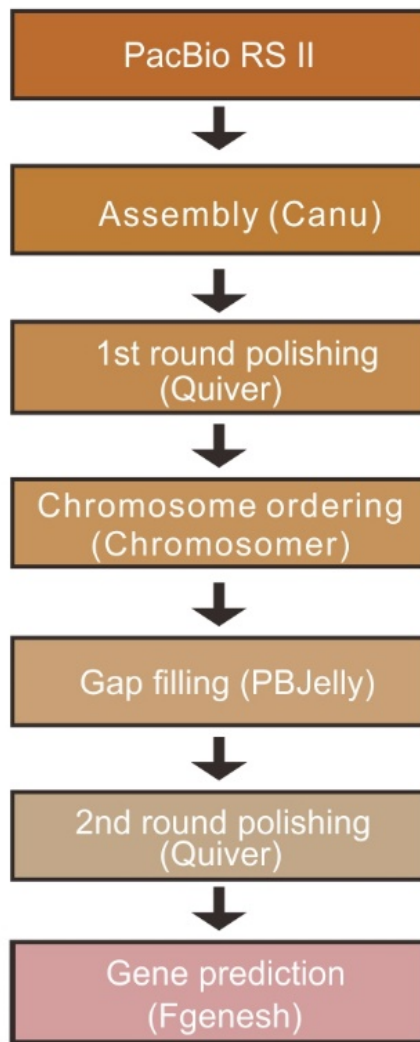 PacBio RS II
Assembly (Canu)
1st round polishing
(Quiver)
Chromosome ordering
(Chromosomer)
Gap filling (PBJelly)
2nd round polishing
(Quiver)
Gene prediction
(Fgenesh)